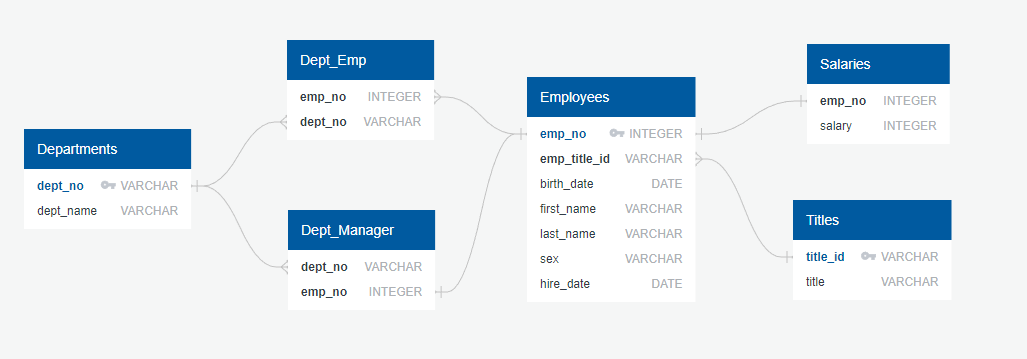 Departments
dept_no VARCHAR
dept_name VARCHAR
Dept_Emp
emp_no INTEGER
dept_no VARCHAR
Dept_Manager
dept_no VARCHAR
emp_no INTEGER
Employees
emp_no INTEGER
emp_title_id VARCHAR
birth_date DATE
first_name VARCHAR
last_name VARCHAR
sex VARCHAR
hire_date DATE
Salaries
emp_no INTEGER
salary INTEGER
Titles
title_id VARCHAR
title VARCHAR